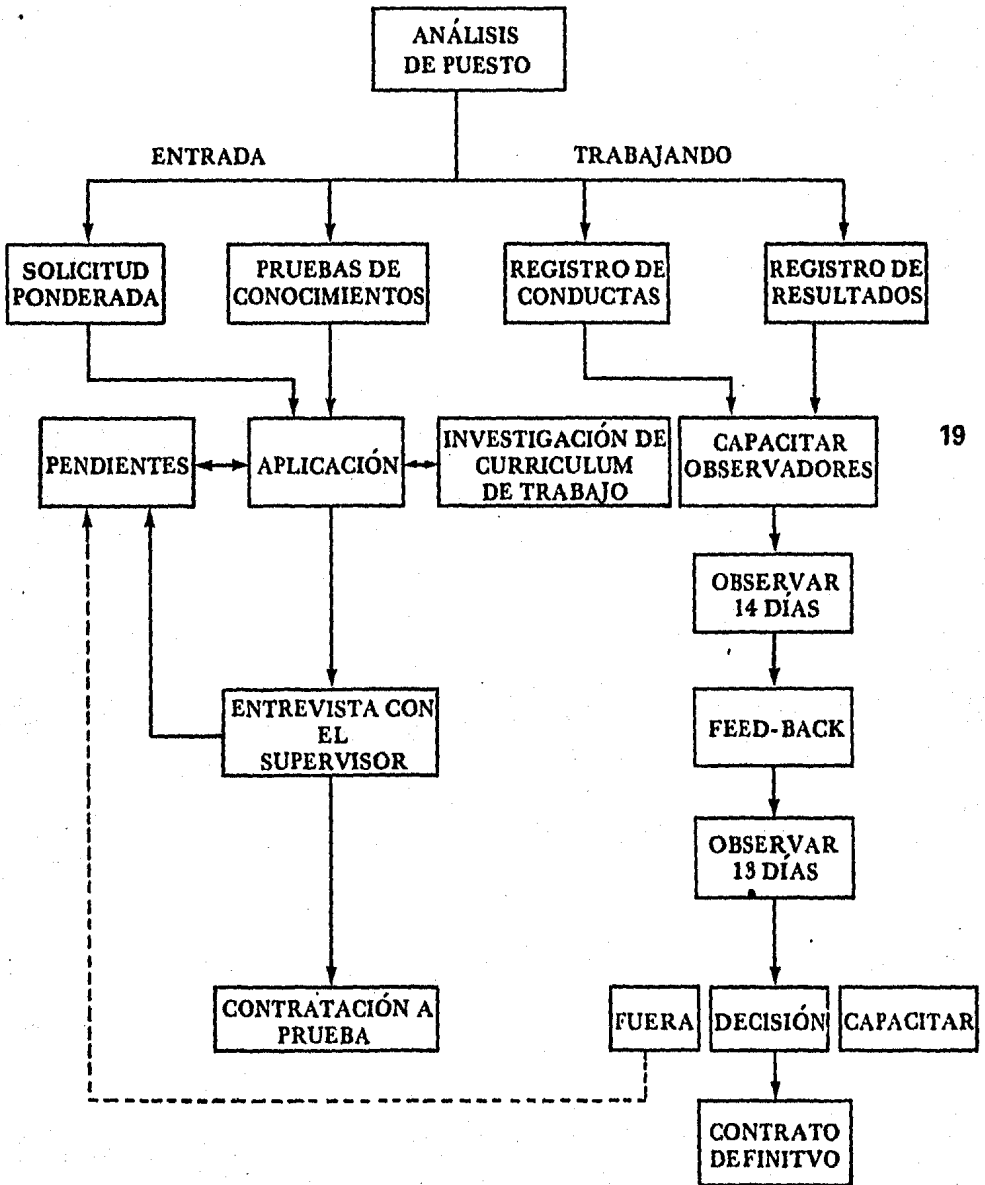 ANÁLISIS
DE PUESTO
ENTRADA
TRABAJANDO
SOLICITUD
PONDERADA
PRUEBAS DE
CONOCIMIENTOS
REGISTRO DE
CONDUCTAS
REGISTRO DE
RESULTADOS
PENDIENTES
APLICACIÓN
INVESTIGACIÓN DE
CURRICULUM
DE TRABAJO
CAPACITAR
OBSERVADORES
19
OBSERVAR
14 DÍAS
ENTREVISTA CON
EL
SUPERVISOR
FEED-BACK
OBSERVAR
13 DÍAS
CONTRATACIÓN A
PRUEBA
FUERA
DECISIÓN
CAPACITAR
CONTRATO
DEFINITVO